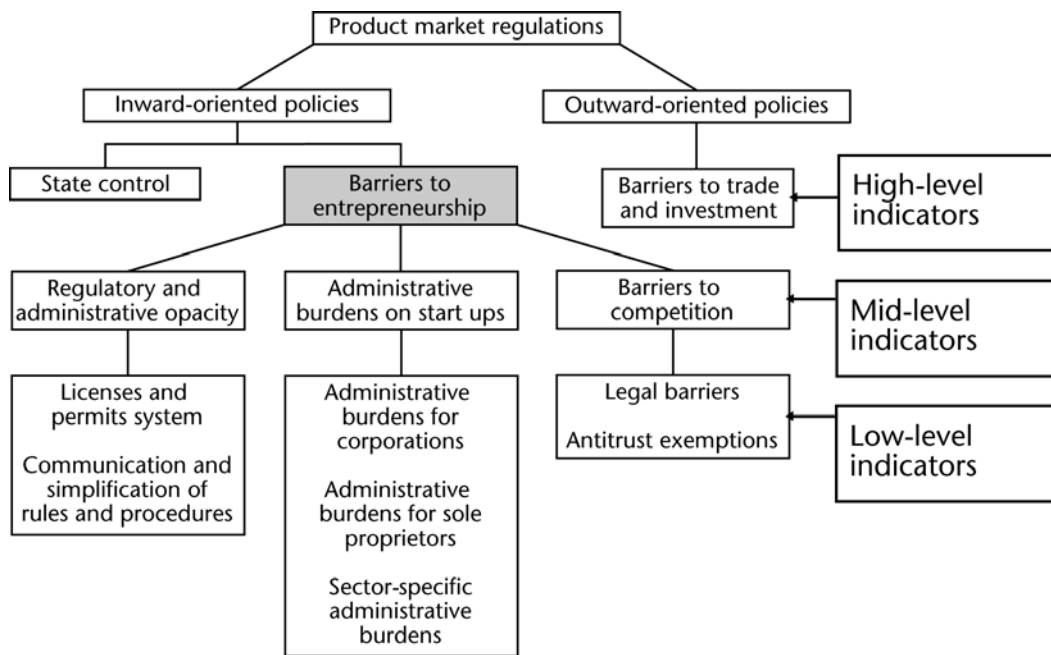 Product market regulations
Inward-oriented policies
Outward-oriented policies
State control
Barriers to
entrepreneurship
Barriers to trade
and investment
High-level
indicators
Regulatory and
administrative opacity
Administrative
burdens on start ups
Barriers to
competition
Mid-level
indicators
Licenses and
permits system
Communication and
simplification of
rules and procedures
Administrative
burdens for
corporations
Administrative
burdens for sole
proprietors
Sector-specific
administrative
burdens
Legal barriers
Antitrust exemptions
Low-level
indicators